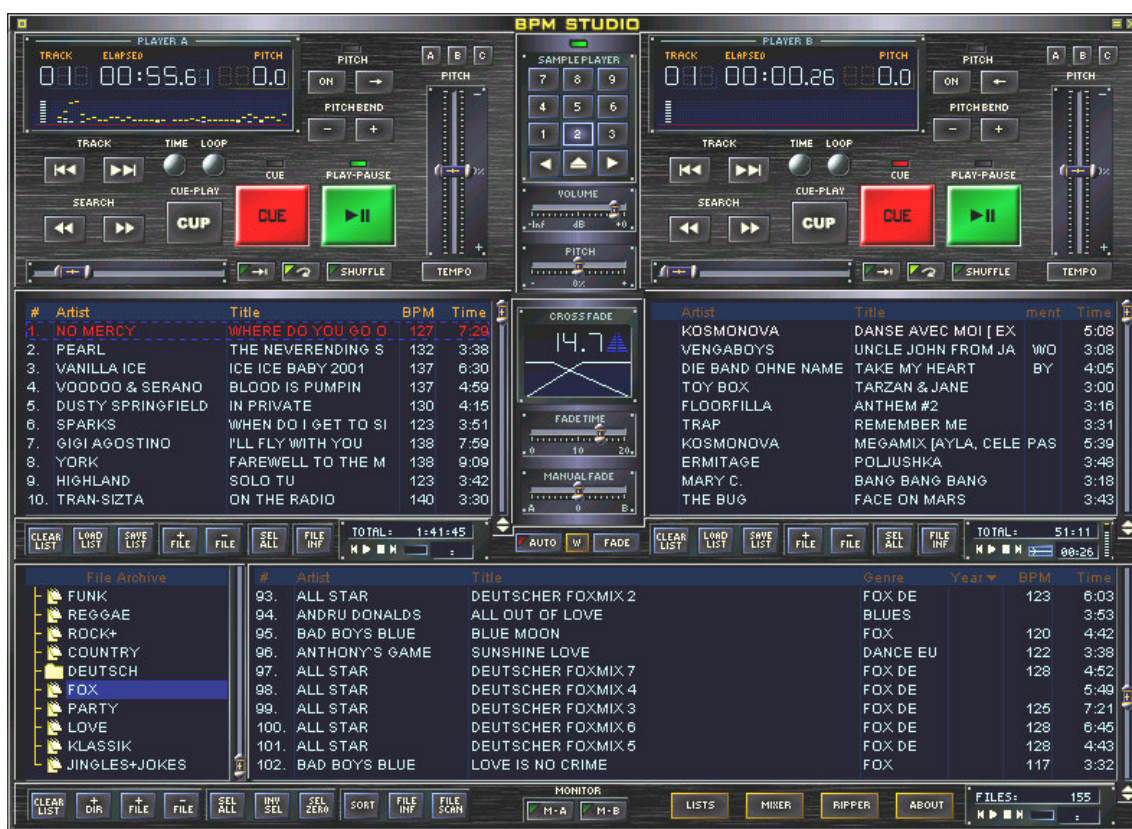 BPM STUDIO
PLAYER A
TRACK ELAPSED PITCH
01 00:55.61 0.0
PITCH
A B C
ON
PITCH
PITCH BEND
- +
TRACK TIME LOOP
CUE PLAY-PAUSE
0%
CUE-PLAY
SEARCH
CUP CUE
SHUFFLE TEMPO
SAMPLE PLAYER
7 8 9
4 5 6
1 2 3
VOLUME
-Inf dB +0
PITCH
- 0% +
PLAYER B
TRACK ELAPSED PITCH
01 00:00.26 0.0
PITCH
A B C
ON
PITCH
PITCH BEND
- +
TRACK TIME LOOP
CUE PLAY-PAUSE
0%
CUE-PLAY
SEARCH
CUP CUE
SHUFFLE TEMPO
# Artist Title BPM Time
1. NO MERCY WHERE DO YOU GO O 127 7:29
2. PEARL THE NEVERENDING S 132 3:38
3. VANILLA ICE ICE ICE BABY 2001 137 6:30
4. VOODOO & SERANO BLOOD IS PUMPIN 137 4:59
5. DUSTY SPRINGFIELD IN PRIVATE 130 4:15
6. SPARKS WHEN DO I GET TO SI 123 3:51
7. GIGI AGOSTINO I'LL FLY WITH YOU 138 7:59
8. YORK FAREWELL TO THE M 138 9:09
9. HIGHLAND SOLO TU 123 3:42
10. TRAN-SIZTA ON THE RADIO 140 3:30
CLEAR LIST LOAD LIST SAVE LIST + FILE - FILE SEL ALL FILE INF TOTAL: 1:41:45
:
CROSS FADE
14.7
FADE TIME
0 10 20
MANUAL FADE
A 0 B
AUTO W FADE
Artist Title ment Time
KOSMONOVA DANSE AVEC MOI [ EX 5:08
VENGABOYS UNCLE JOHN FROM JA WO 3:08
DIE BAND OHNE NAME TAKE MY HEART BY 4:05
TOY BOX TARZAN & JANE 3:00
FLOORFILLA ANTHEM #2 3:16
TRAP REMEMBER ME 3:31
KOSMONOVA MEGAMIX [AYLA, CELE PAS 5:39
ERMITAGE POLJUSHKA 3:48
MARY C. BANG BANG BANG 3:18
THE BUG FACE ON MARS 3:43
CLEAR LIST LOAD LIST SAVE LIST + FILE - FILE SEL ALL FILE INF TOTAL: 51:11
00:26
File Archive
FUNK
REGGAE
ROCK+
COUNTRY
DEUTSCH
FOX
PARTY
LOVE
KLASSIK
JINGLES+JOKES
# Artist Title Genre Year BPM Time
93. ALL STAR DEUTSCHER FOXMIX 2 FOX DE 123 6:03
94. ANDRU DONALDS ALL OUT OF LOVE BLUES 3:53
95. BAD BOYS BLUE BLUE MOON FOX 120 4:42
96. ANTHONY'S GAME SUNSHINE LOVE DANCE EU 122 3:38
97. ALL STAR DEUTSCHER FOXMIX 7 FOX DE 128 4:52
98. ALL STAR DEUTSCHER FOXMIX 4 FOX DE 5:49
99. ALL STAR DEUTSCHER FOXMIX 3 FOX DE 125 7:21
100. ALL STAR DEUTSCHER FOXMIX 6 FOX DE 128 6:45
101. ALL STAR DEUTSCHER FOXMIX 5 FOX DE 128 4:43
102. BAD BOYS BLUE LOVE IS NO CRIME FOX 117 3:32
CLEAR LIST + DIR + FILE - FILE SEL ALL INV SEL SEL ZERO SORT FILE INF FILE SCAN
MONITOR
M-A M-B
LISTS MIXER RIPPER ABOUT
FILES: 155
: